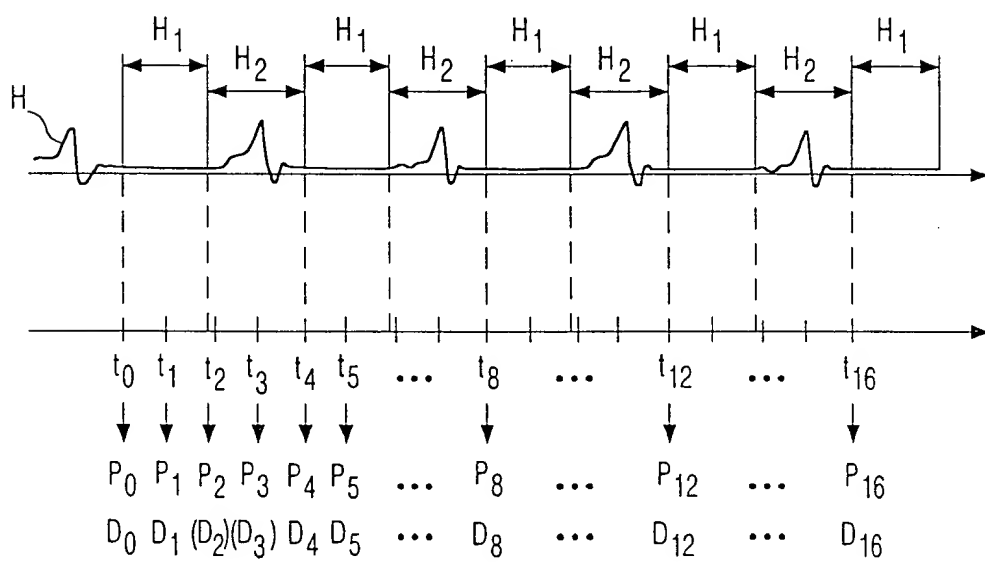 H₁ H₁ H₁ H₁ H₁
H₂ H₂ H₂ H₂
H
t₀ t₁ t₂ t₃ t₄ t₅ ... t₈ ... t₁₂ ... t₁₆
P₀ P₁ P₂ P₃ P₄ P₅ ... P₈ ... P₁₂ ... P₁₆
D₀ D₁ (D₂)(D₃) D₄ D₅ ... D₈ ... D₁₂ ... D₁₆